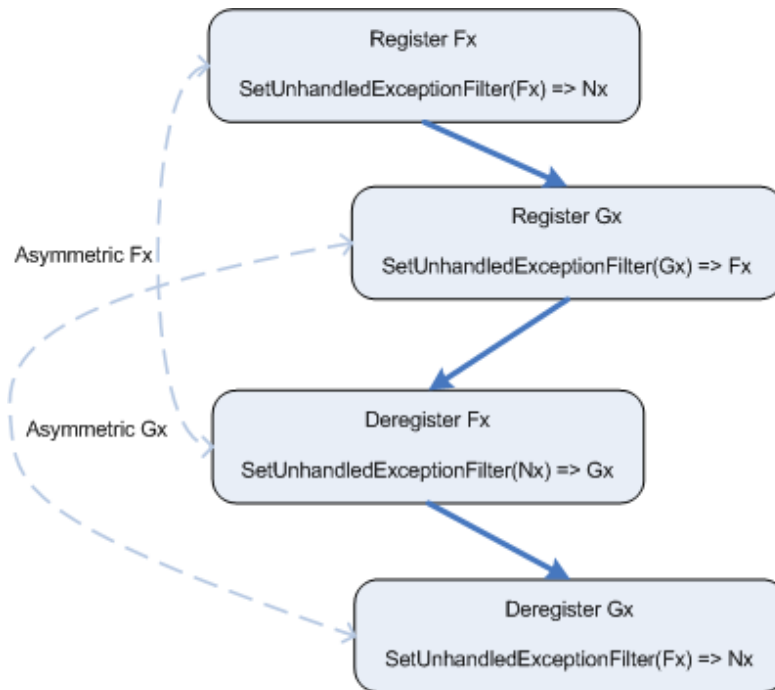 Register Fx
SetUnhandledExceptionFilter(Fx) => Nx
Register Gx
SetUnhandledExceptionFilter(Gx) => Fx
Asymmetric Fx
Deregister Fx
SetUnhandledExceptionFilter(Nx) => Gx
Asymmetric Gx
Deregister Gx
SetUnhandledExceptionFilter(Fx) => Nx